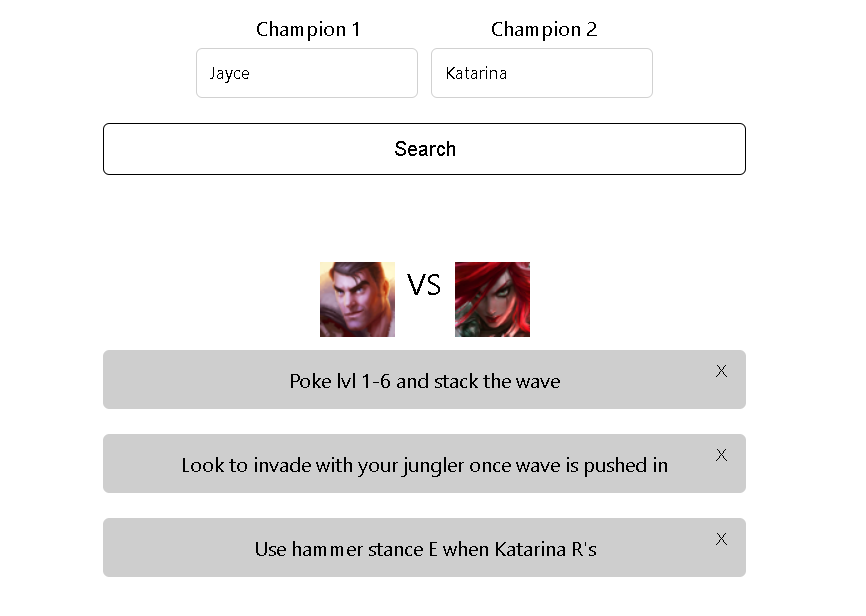 Champion 1
Champion 2
Jayce
Katarina
Search
VS
Poke lvl 1-6 and stack the wave
X
Look to invade with your jungler once wave is pushed in
X
Use hammer stance E when Katarina R's
X